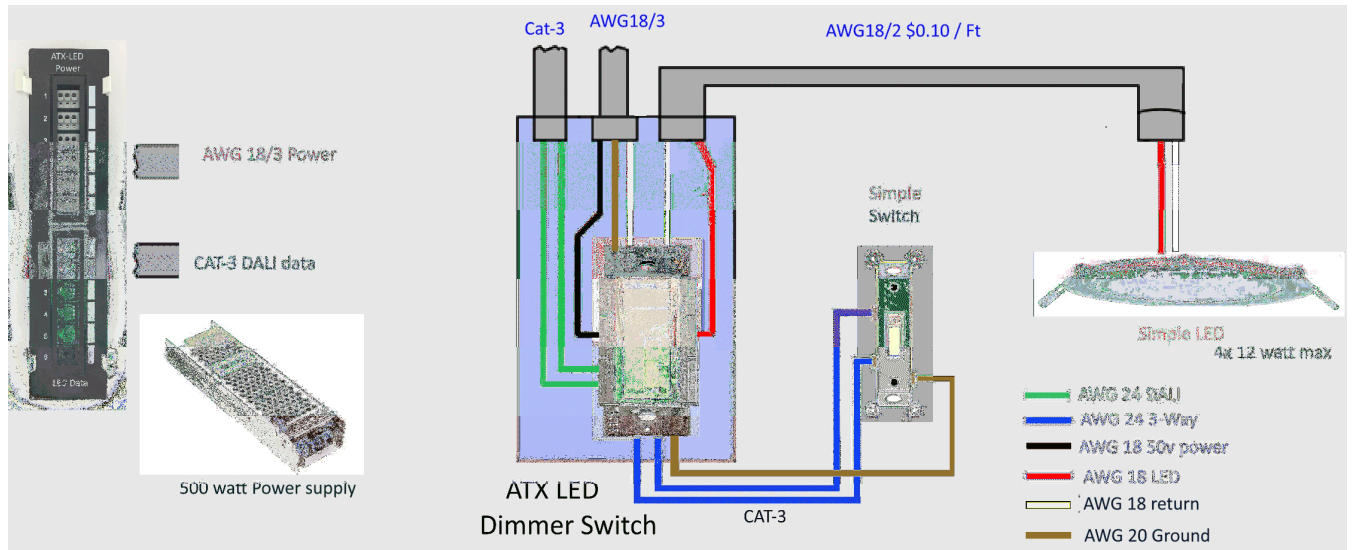 ATX-LED
Power
1
2
AWG 18/3 Power
CAT-3 DALI data
LED Data
500 watt Power supply
Cat-3
AWG18/3
AWG18/2 $0.10 / Ft
ATX LED
Dimmer Switch
CAT-3
Simple
Switch
Simple LED
4x 12 watt max
AWG 24 DALI
AWG 24 3-Way
AWG 18 50v power
AWG 18 LED
AWG 18 return
AWG 20 Ground